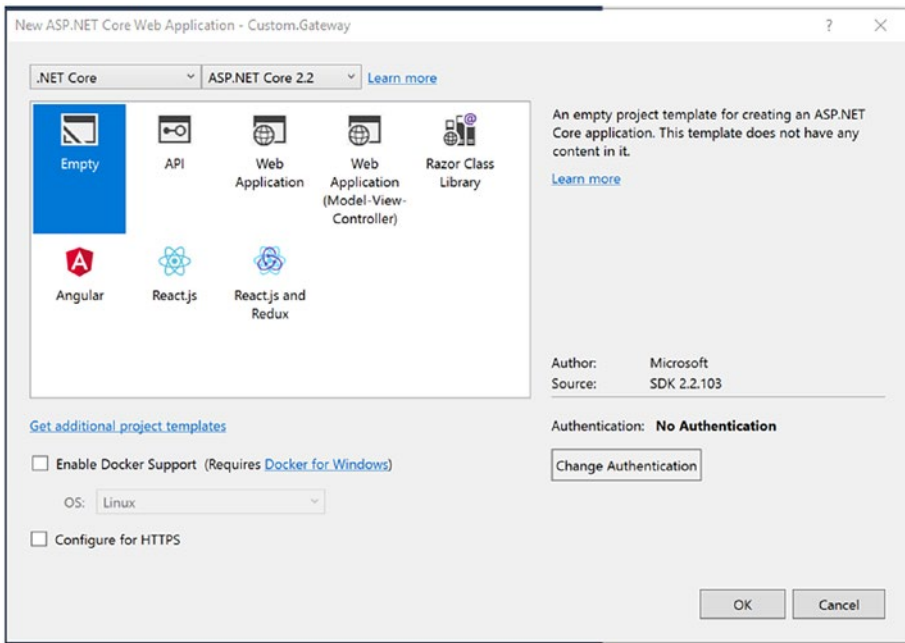 New ASP.NET Core Web Application - Custom.Gateway
?
.NET Core
ASP.NET Core 2.2
Learn more
Empty
API
Web
Application
Web
Application
(Model-View-
Controller)
Razor Class
Library
An empty project template for creating an ASP.NET
Core application. This template does not have any
content in it.
Learn more
Angular
React.js
React.js and
Redux
Author: Microsoft
Source: SDK 2.2.103
Get additional project templates
Authentication: No Authentication
Enable Docker Support (Requires Docker for Windows)
Change Authentication
OS: Linux
Configure for HTTPS
OK
Cancel